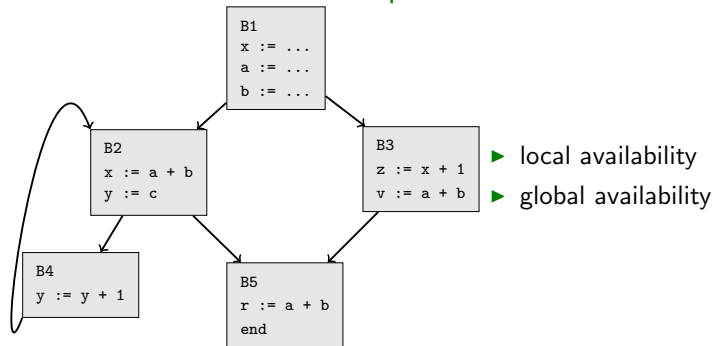 B1
x := ...
a := ...
b := ...
B2
x := a + b
y := c
B3
z := x + 1
v := a + b
▶ local availability
▶ global availability
B4
y := y + 1
B5
r := a + b
end